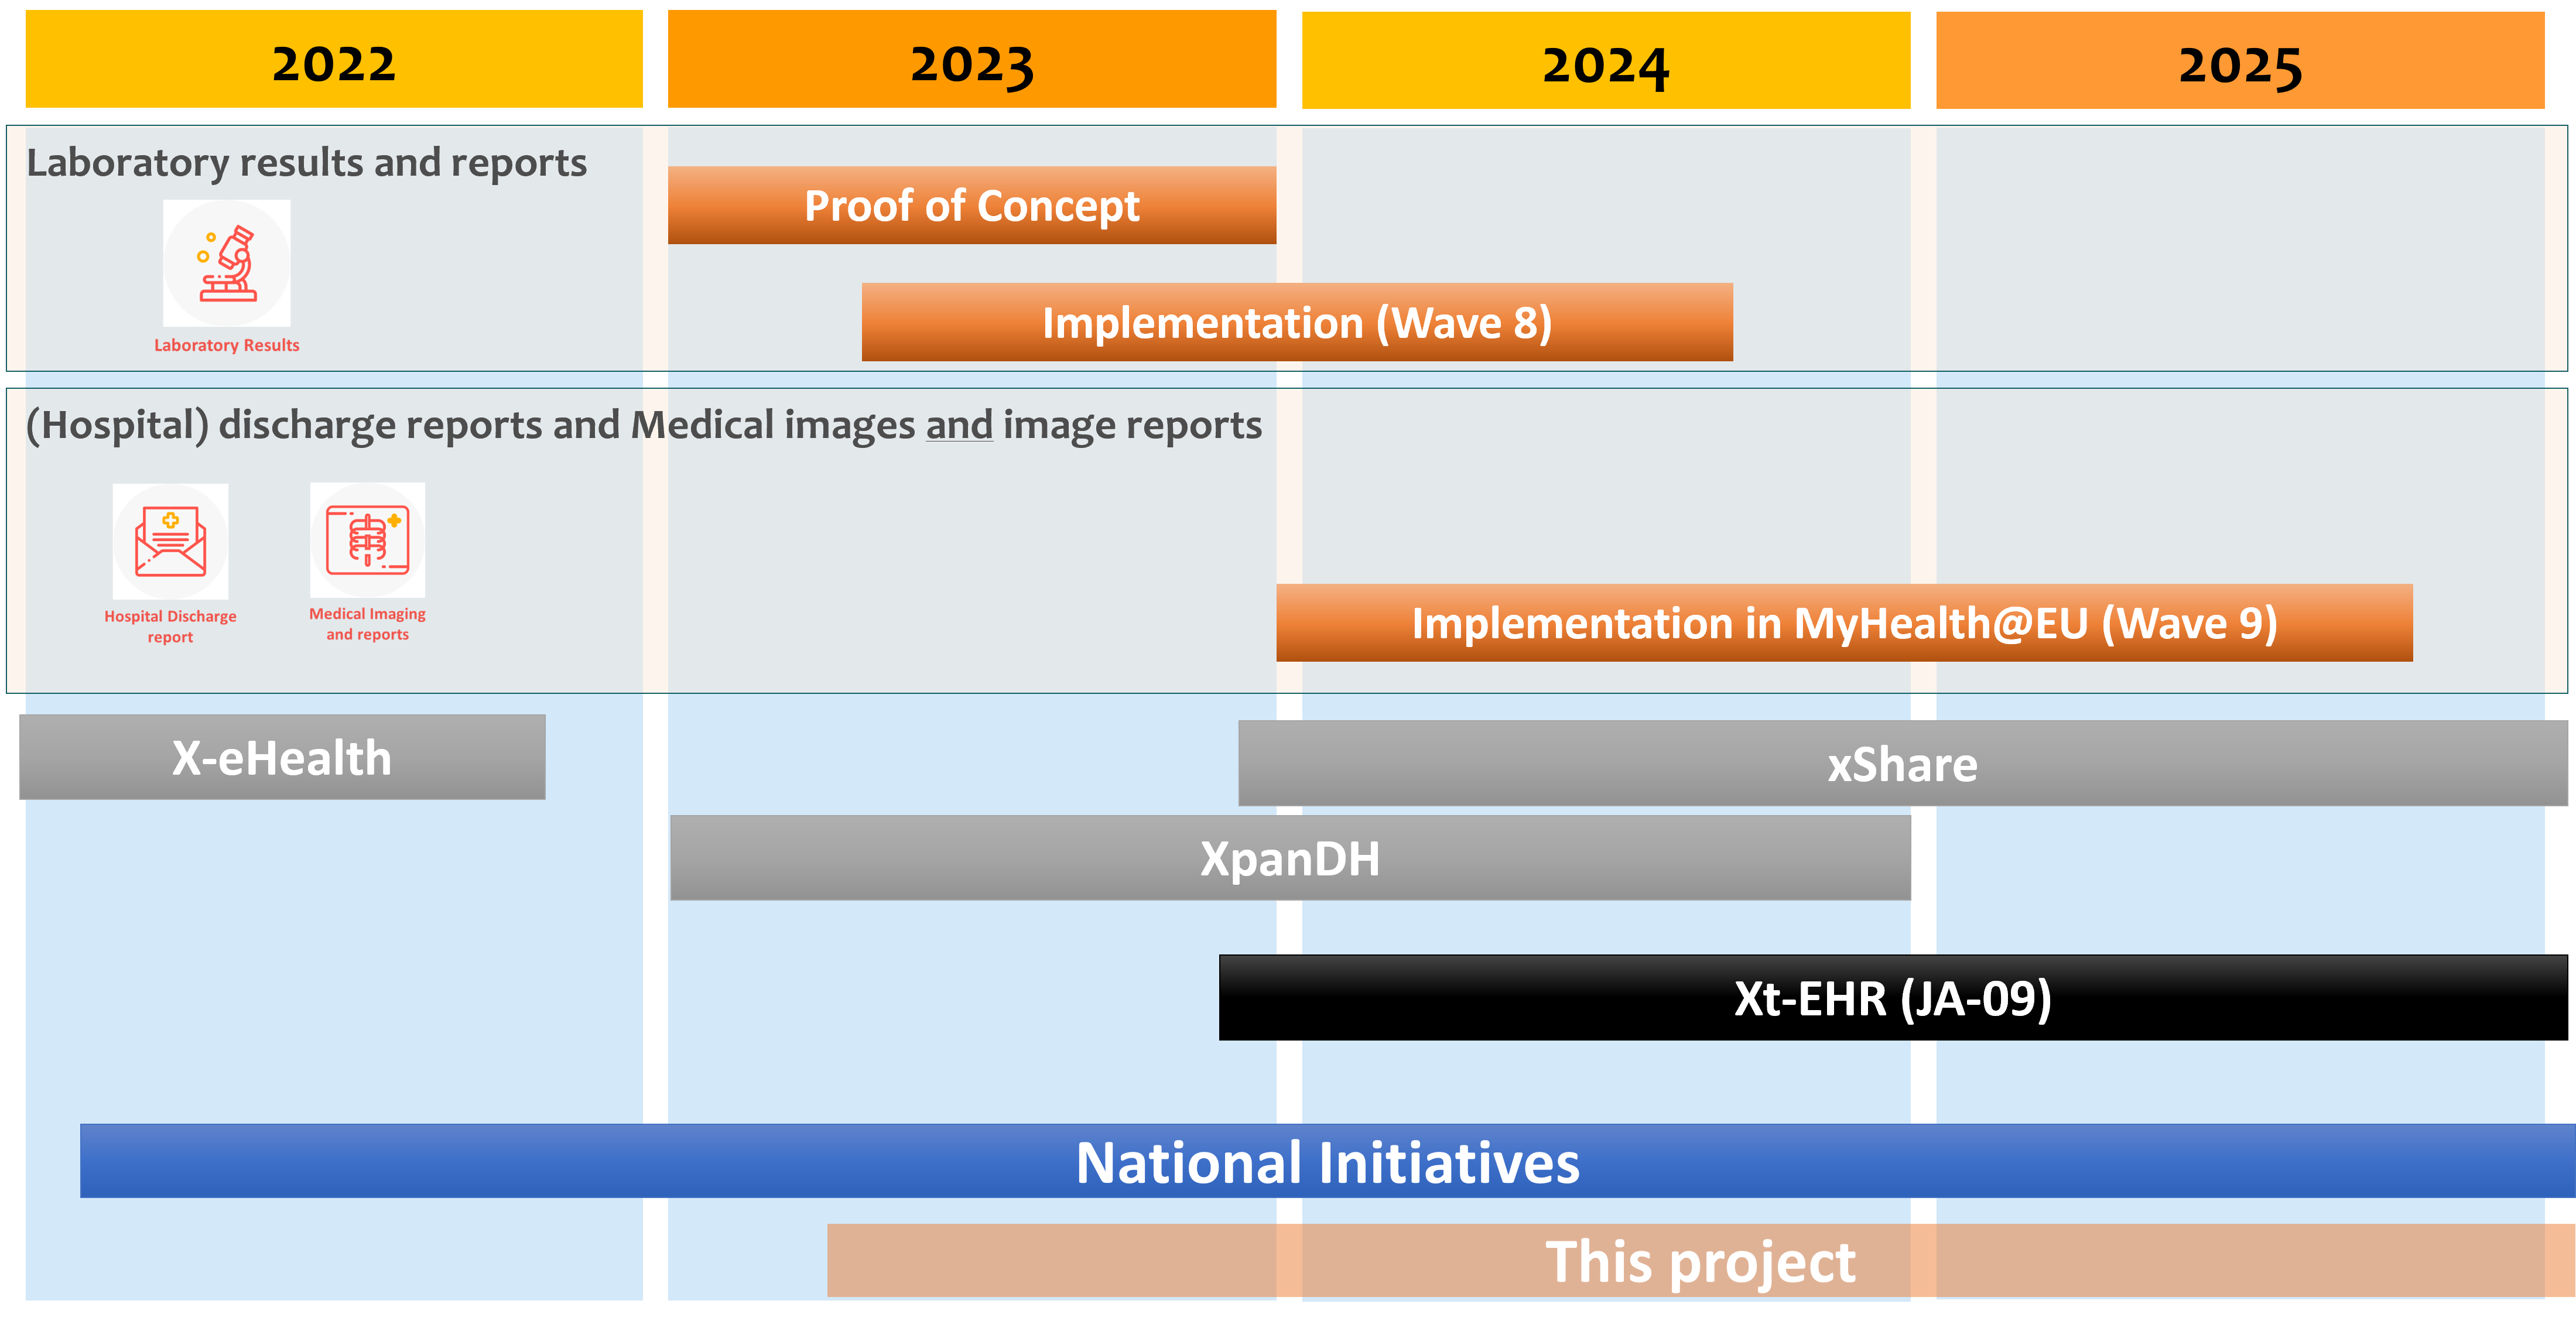 2022
2023
2024
2025
Laboratory results and reports
Proof of Concept
Implementation (Wave 8)
Laboratory Results
(Hospital) discharge reports and Medical images and image reports
Hospital Discharge
report
Medical Imaging
and reports
Implementation in MyHealth@EU (Wave 9)
X-eHealth
xShare
XpanDH
Xt-EHR (JA-09)
National Initiatives
This project